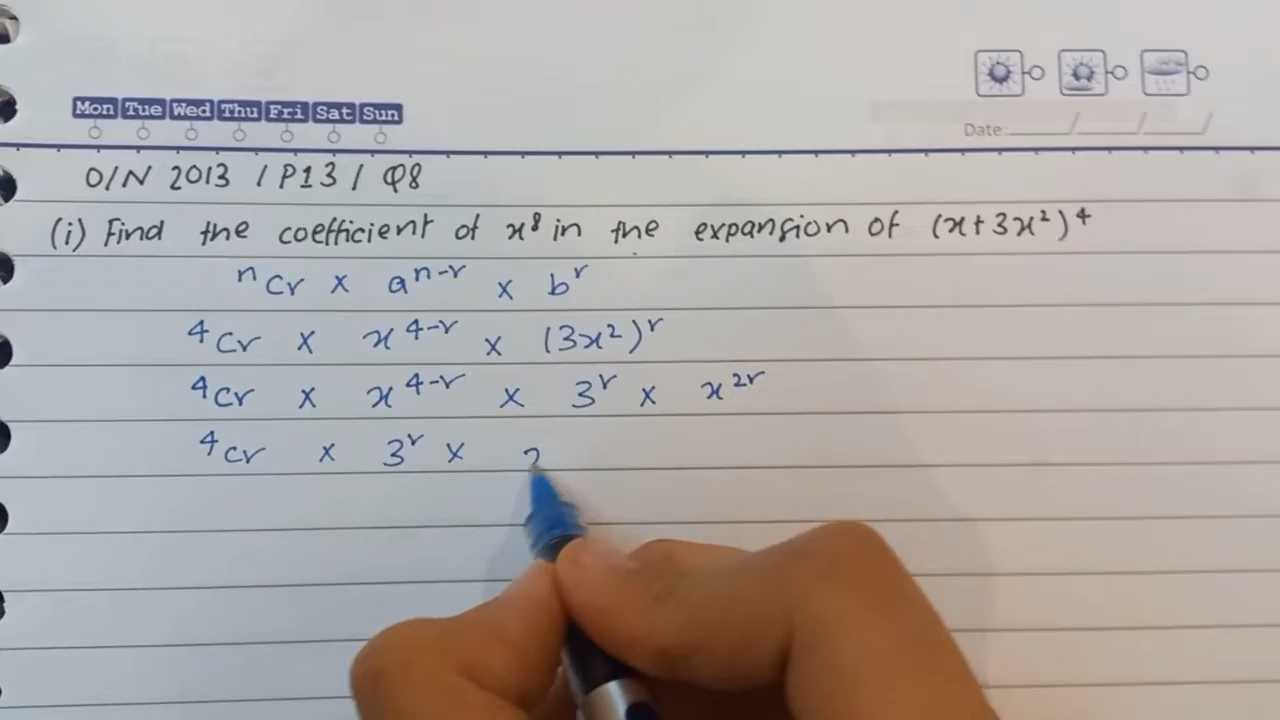 Mon Tue Wed Thu Fri Sat Sun
Date
O/N 2013 / P13 / Q8
(i) Find the coefficient of x⁸ in the expansion of (x+3x²)⁴
ⁿCr × aⁿ⁻ʳ × bʳ
⁴Cr × x⁴⁻ʳ × (3x²)ʳ
⁴Cr × x⁴⁻ʳ × 3ʳ × x²ʳ
⁴Cr × 3ʳ ×